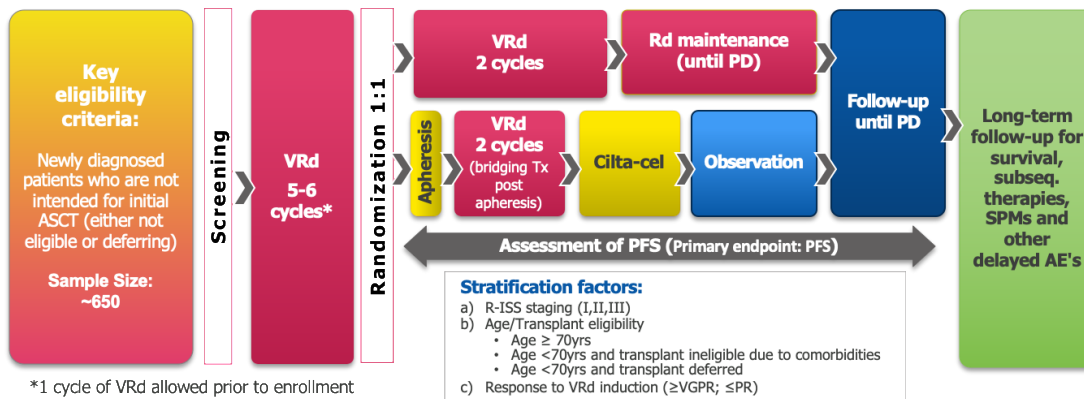 Key
eligibility
criteria:
Newly diagnosed
patients who are not
intended for initial
ASCT (either not
eligible or deferring)
Sample Size:
~650
Screening
VRd
5-6
cycles*
Randomization 1:1
VRd
2 cycles
Rd maintenance
(until PD)
Apheresis
VRd
2 cycles
(bridging Tx
post
apheresis)
Cilta-cel
Observation
Follow-up
until PD
Long-term
follow-up for
survival,
subseq.
therapies,
SPMs and
other
delayed AE's
Assessment of PFS (Primary endpoint: PFS)
Stratification factors:
a) R-ISS staging (I,II,III)
b) Age/Transplant eligibility
• Age ≥ 70yrs
• Age <70yrs and transplant ineligible due to comorbidities
• Age <70yrs and transplant deferred
c) Response to VRd induction (≥VGPR; ≤PR)
*1 cycle of VRd allowed prior to enrollment